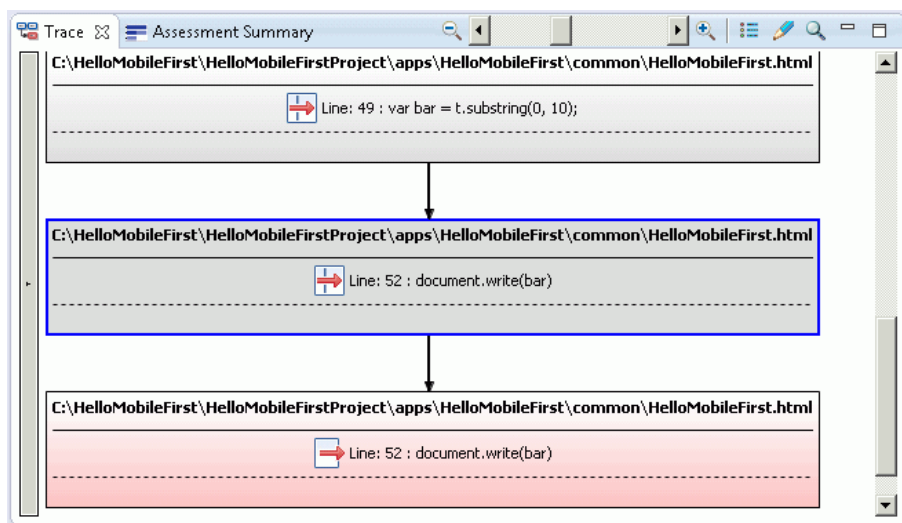 Trace Assessment Summary
C:\HelloMobileFirst\HelloMobileFirstProject\apps\HelloMobileFirst\common\HelloMobileFirst.html
Line: 49 : var bar = t.substring(0, 10);
C:\HelloMobileFirst\HelloMobileFirstProject\apps\HelloMobileFirst\common\HelloMobileFirst.html
Line: 52 : document.write(bar)
C:\HelloMobileFirst\HelloMobileFirstProject\apps\HelloMobileFirst\common\HelloMobileFirst.html
Line: 52 : document.write(bar)